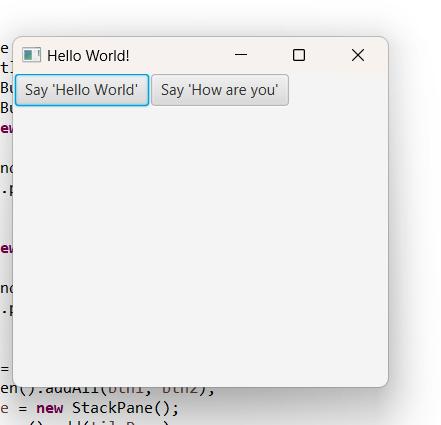 Hello World!
Say 'Hello World' Say 'How are you'
= 
en().addAll(btn1, btn2);
e = new StackPane();